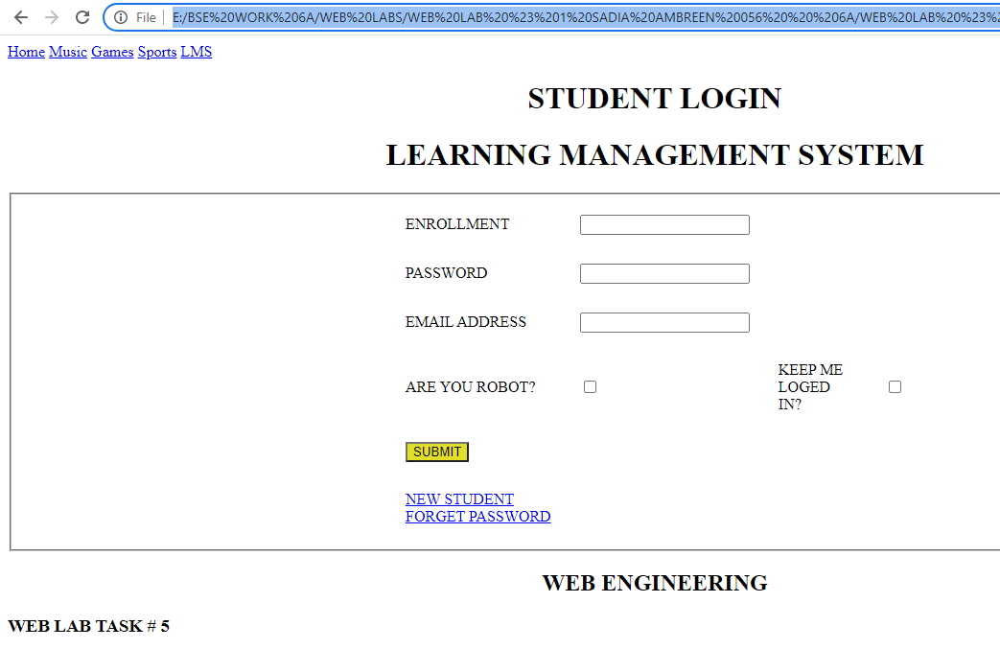 File E:/BSE%20WORK%206A/WEB%20LABS/WEB%20LAB%20%23%201%20SADIA%20AMBREEN%20056%20%20%206A/WEB%20LAB%20%23%2
Home Music Games Sports LMS
STUDENT LOGIN
LEARNING MANAGEMENT SYSTEM
ENROLLMENT
PASSWORD
EMAIL ADDRESS
ARE YOU ROBOT?
KEEP ME
LOGED
IN?
SUBMIT
NEW STUDENT
FORGET PASSWORD
WEB ENGINEERING
WEB LAB TASK # 5